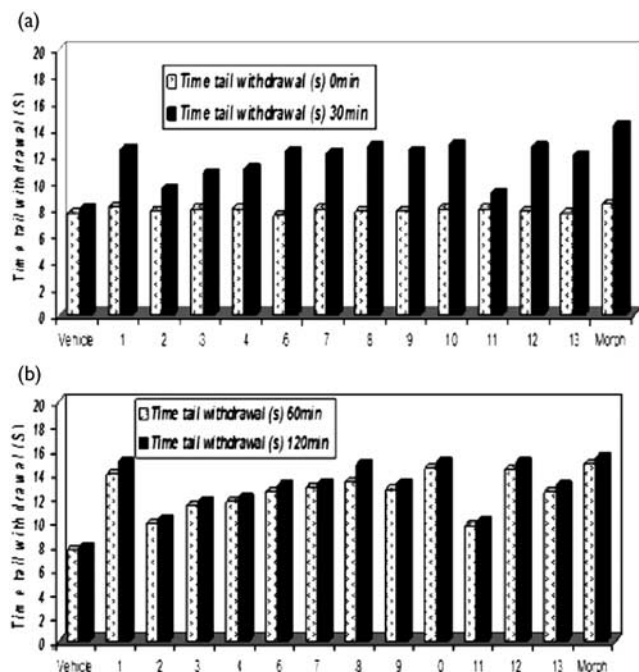 (a)
20
18
16
14
12
10
8
6
4
2
0
Time tail withdrawal (S)
Time tail withdrawal (s) 0min
Time tail withdrawal (s) 30min
Vehice 1 2 3 4 6 7 8 9 10 11 12 13 Morph
(b)
20
18
16
14
12
10
8
6
4
2
0
Time tail withdrawal (S)
Time tail withdrawal (s) 60min
Time tail withdrawal (s) 120min
Vehice 1 2 3 4 6 7 8 9 0 11 12 13 Morph